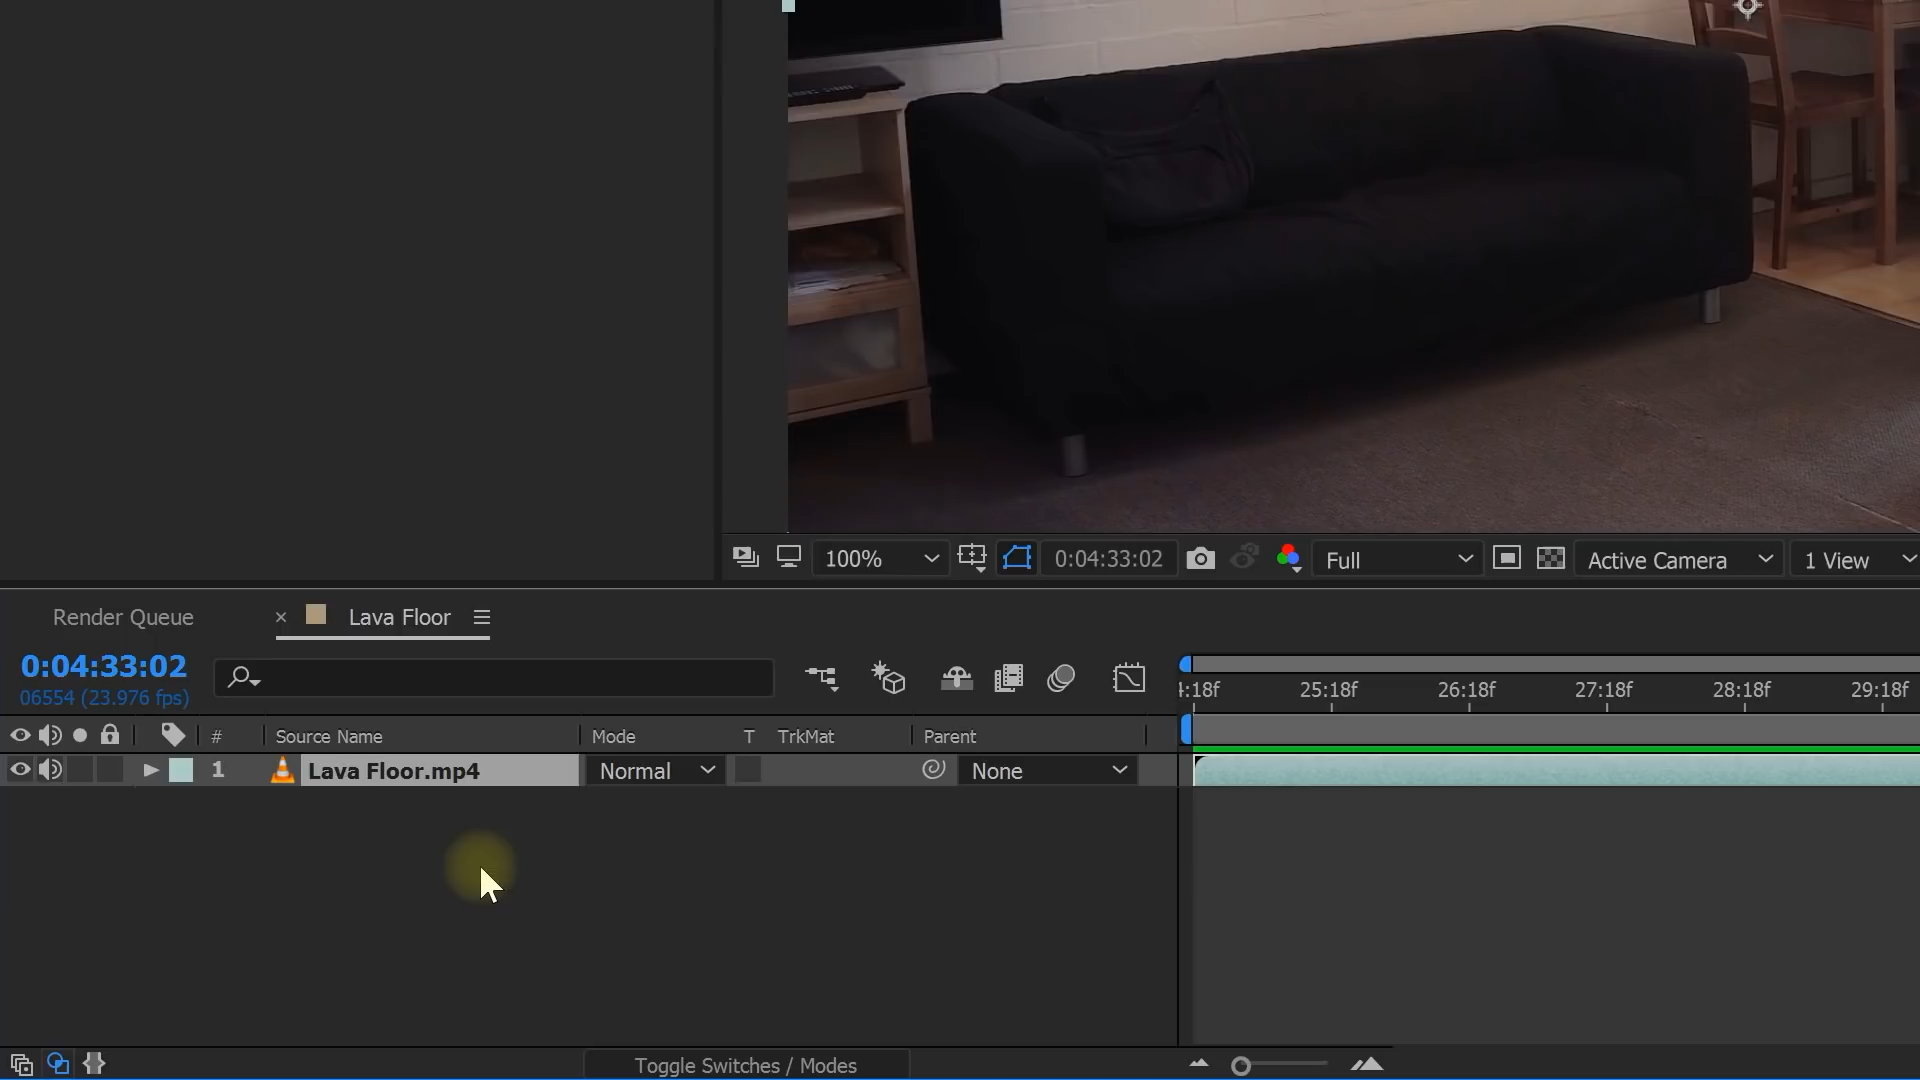 100%
0:04:33:02
Full
Active Camera
1 View
Render Queue
× Lava Floor
0:04:33:02
06554 (23.976 fps)
4:18f 25:18f 26:18f 27:18f 28:18f 29:18f
# Source Name Mode T TrkMat Parent
1 Lava Floor.mp4 Normal None
Toggle Switches / Modes